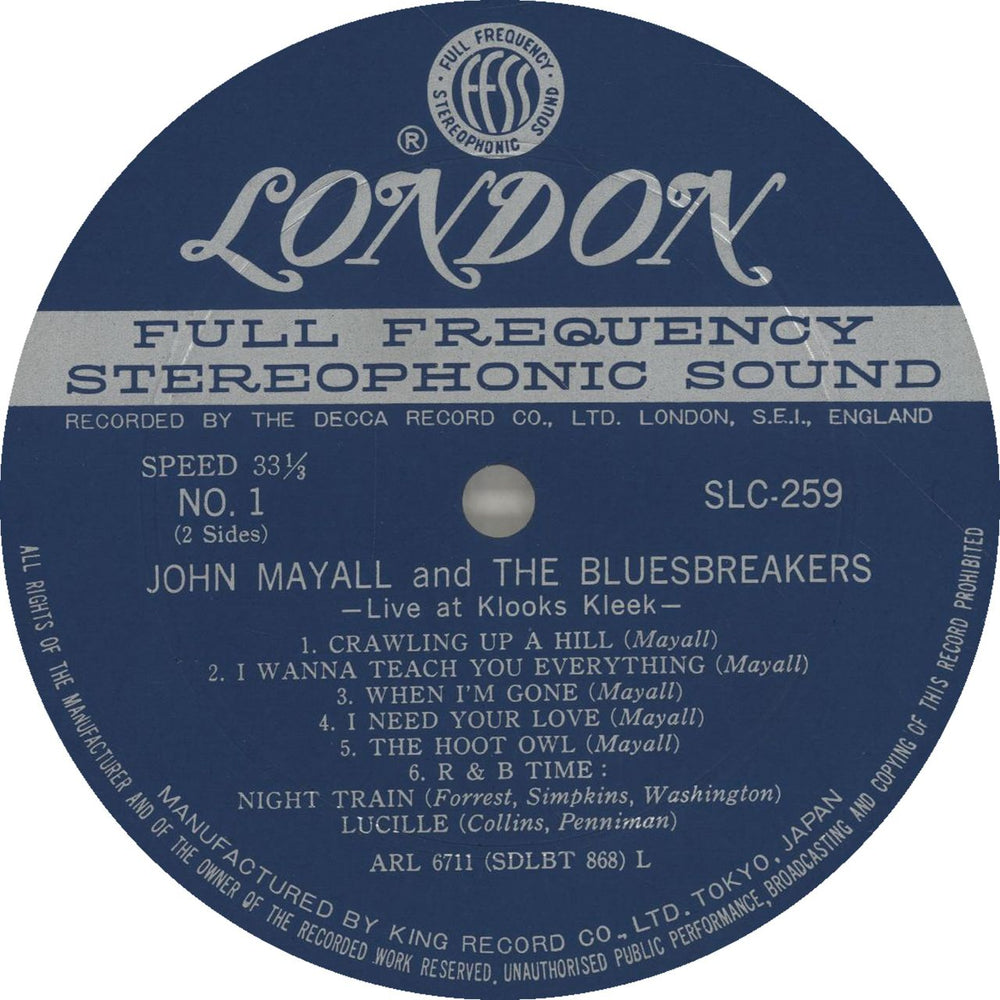 FULL FREQUENCY · STEREOPHONIC SOUND ·
FFSS
®
LONDON
FULL FREQUENCY
STEREOPHONIC SOUND
RECORDED BY THE DECCA RECORD CO., LTD. LONDON, S.E.I., ENGLAND
SPEED 33⅓
NO. 1
(2 Sides)
SLC-259
JOHN MAYALL and THE BLUESBREAKERS
—Live at Klooks Kleek—
1. CRAWLING UP A HILL (Mayall)
2. I WANNA TEACH YOU EVERYTHING (Mayall)
3. WHEN I'M GONE (Mayall)
4. I NEED YOUR LOVE (Mayall)
5. THE HOOT OWL (Mayall)
6. R & B TIME :
NIGHT TRAIN (Forrest, Simpkins, Washington)
LUCILLE (Collins, Penniman)
ARL 6711 (SDLBT 868) L
MANUFACTURED BY KING RECORD CO., LTD. TOKYO, JAPAN
ALL RIGHTS OF THE MANUFACTURER AND OF THE OWNER OF THE RECORDED WORK RESERVED. UNAUTHORISED PUBLIC PERFORMANCE, BROADCASTING AND COPYING OF THIS RECORD PROHIBITED